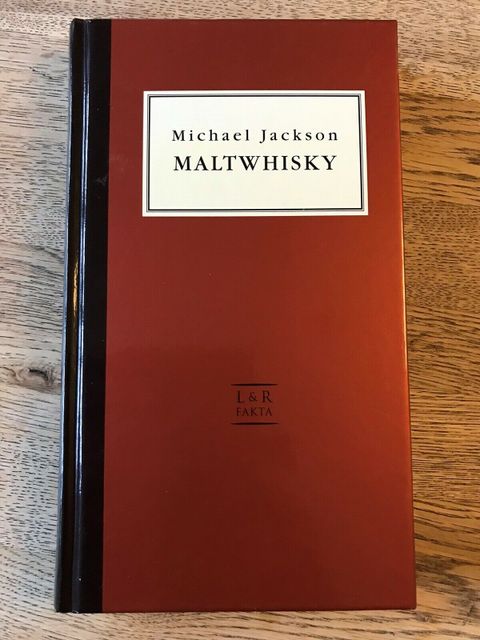 Michael Jackson
MALTWHISKY
L & R
FAKTA